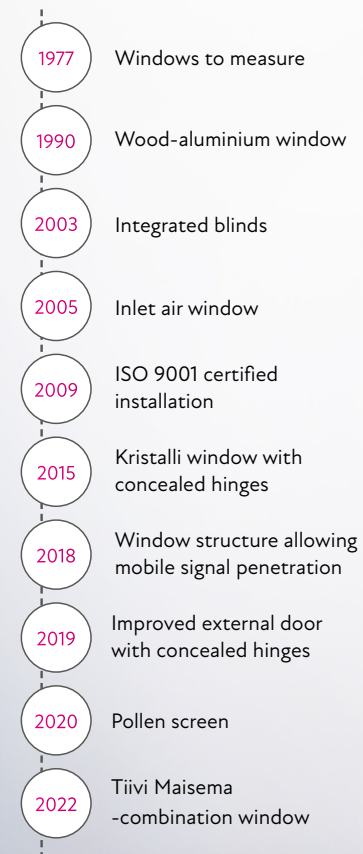 1977
Windows to measure
1990
Wood-aluminium window
2003
Integrated blinds
2005
Inlet air window
2009
ISO 9001 certified
installation
2015
Kristalli window with
concealed hinges
2018
Window structure allowing
mobile signal penetration
2019
Improved external door
with concealed hinges
2020
Pollen screen
2022
Tiivi Maisema
-combination window